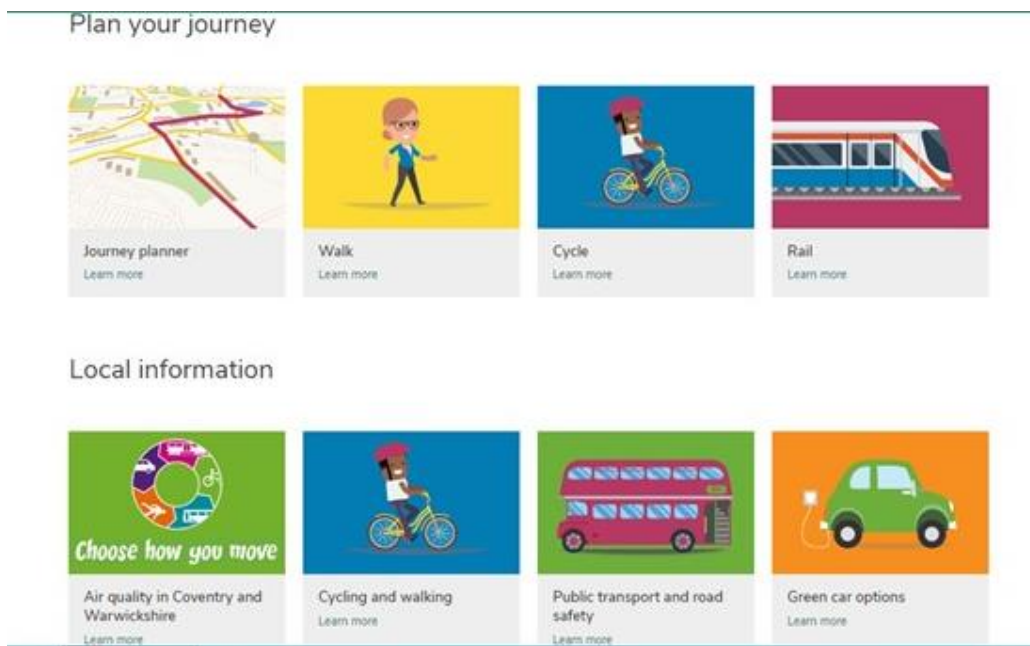 Plan your journey
Journey planner
Learn more
Walk
Learn more
Cycle
Learn more
Rail
Learn more
Local information
Choose how you move
Air quality in Coventry and
Warwickshire
Learn more
Cycling and walking
Learn more
Public transport and road
safety
Learn more
Green car options
Learn more